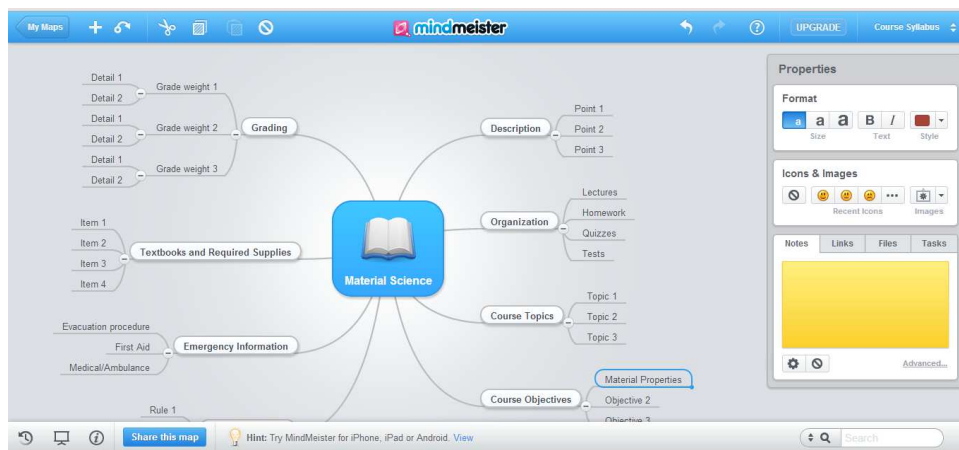 My Maps
mindmeister
UPGRADE
Course Syllabus
Detail 1
Detail 2
Grade weight 1
Detail 1
Detail 2
Grade weight 2
Detail 1
Detail 2
Grade weight 3
Grading
Item 1
Item 2
Item 3
Item 4
Textbooks and Required Supplies
Evacuation procedure
First Aid
Medical/Ambulance
Emergency Information
Rule 1
Material Science
Description
Point 1
Point 2
Point 3
Organization
Lectures
Homework
Quizzes
Tests
Course Topics
Topic 1
Topic 2
Topic 3
Course Objectives
Material Properties
Objective 2
Objective 3
Properties
Format
a a a B I
Size Text Style
Icons & Images
Recent Icons Images
Notes Links Files Tasks
Advanced...
Share this map
Hint: Try MindMeister for iPhone, iPad or Android. View
Search